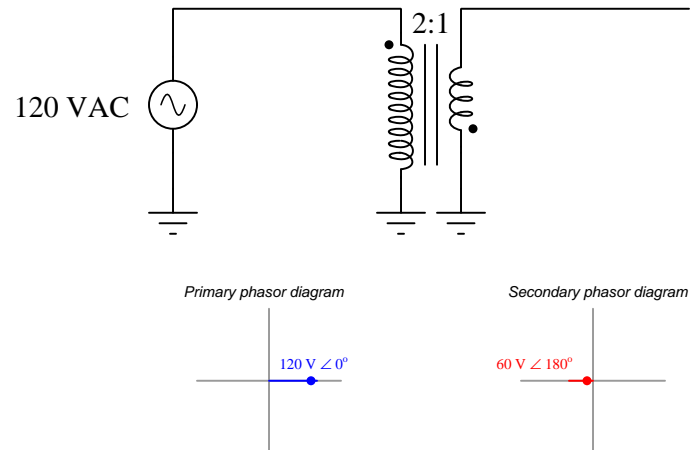 2:1
120 VAC
Primary phasor diagram
Secondary phasor diagram
120 V ∠ 0°
60 V ∠ 180°